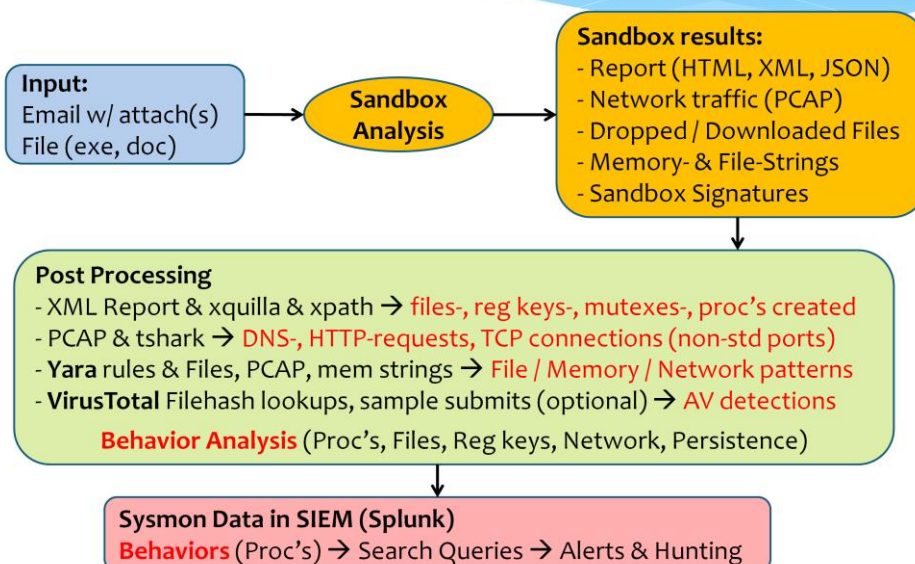 Input:
Email w/ attach(s)
File (exe, doc)
Sandbox
Analysis
Sandbox results:
- Report (HTML, XML, JSON)
- Network traffic (PCAP)
- Dropped / Downloaded Files
- Memory- & File-Strings
- Sandbox Signatures
Post Processing
- XML Report & xquilla & xpath → files-, reg keys-, mutexes-, proc's created
- PCAP & tshark → DNS-, HTTP-requests, TCP connections (non-std ports)
- Yara rules & Files, PCAP, mem strings → File / Memory / Network patterns
- VirusTotal Filehash lookups, sample submits (optional) → AV detections
Behavior Analysis (Proc's, Files, Reg keys, Network, Persistence)
Sysmon Data in SIEM (Splunk)
Behaviors (Proc's) → Search Queries → Alerts & Hunting